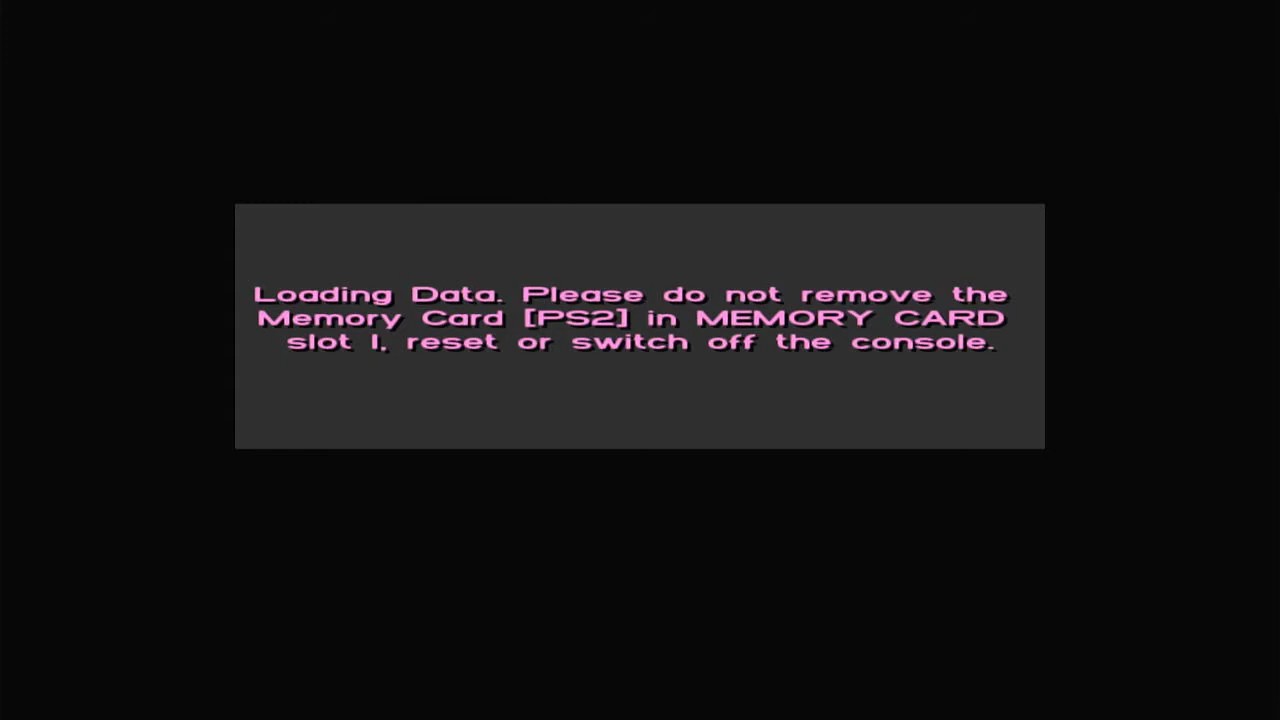 Loading Data. Please do not remove the
Memory Card [PS2] in MEMORY CARD
slot 1, reset or switch off the console.